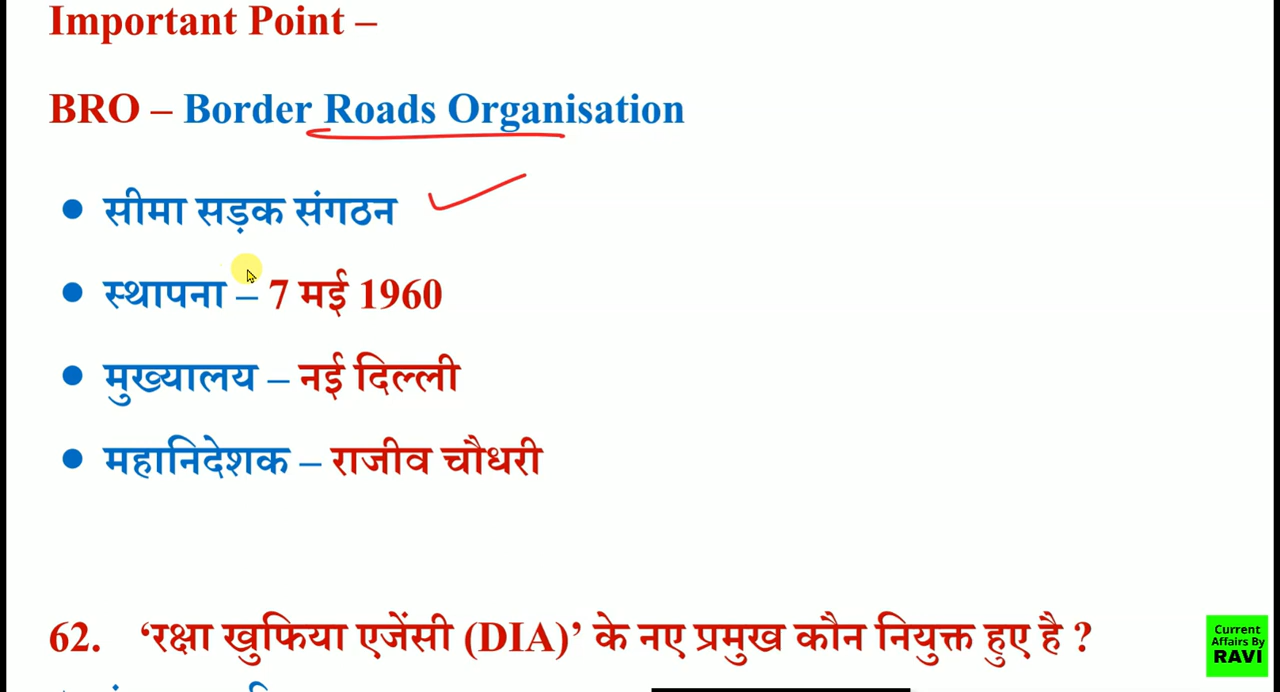 Important Point –
BRO – Border Roads Organisation
• सीमा सड़क संगठन
• स्थापना – 7 मई 1960
• मुख्यालय – नई दिल्ली
• महानिदेशक – राजीव चौधरी
62. ‘रक्षा खुफिया एजेंसी (DIA)’ के नए प्रमुख कौन नियुक्त हुए है ?
Current
Affairs By
RAVI